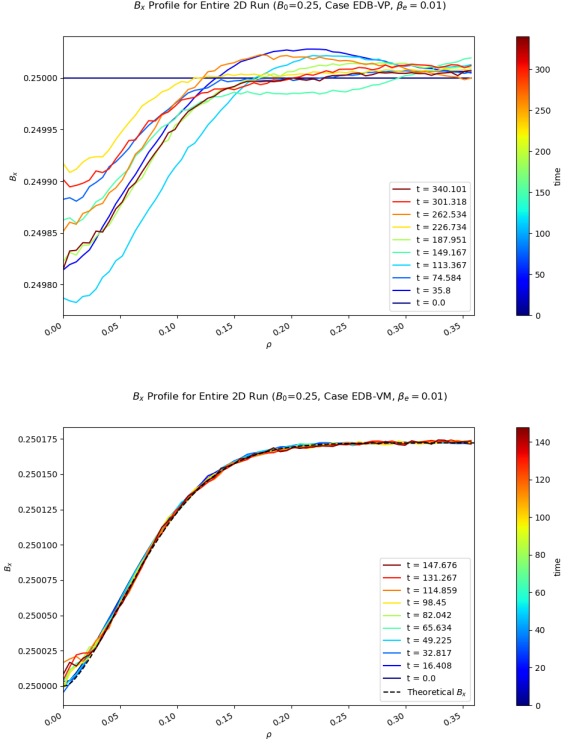 Bx Profile for Entire 2D Run (B0=0.25, Case EDB-VP, βe = 0.01)
0.25000
0.24995
0.24990
0.24985
0.24980
Bx
0.00
0.05
0.10
0.15
0.20
0.25
0.30
0.35
ρ
t = 340.101
t = 301.318
t = 262.534
t = 226.734
t = 187.951
t = 149.167
t = 113.367
t = 74.584
t = 35.8
t = 0.0
300
250
200
150
100
50
0
time
Bx Profile for Entire 2D Run (B0=0.25, Case EDB-VM, βe = 0.01)
0.250175
0.250150
0.250125
0.250100
0.250075
0.250050
0.250025
0.250000
Bx
0.00
0.05
0.10
0.15
0.20
0.25
0.30
0.35
ρ
t = 147.676
t = 131.267
t = 114.859
t = 98.45
t = 82.042
t = 65.634
t = 49.225
t = 32.817
t = 16.408
t = 0.0
Theoretical Bx
140
120
100
80
60
40
20
0
time